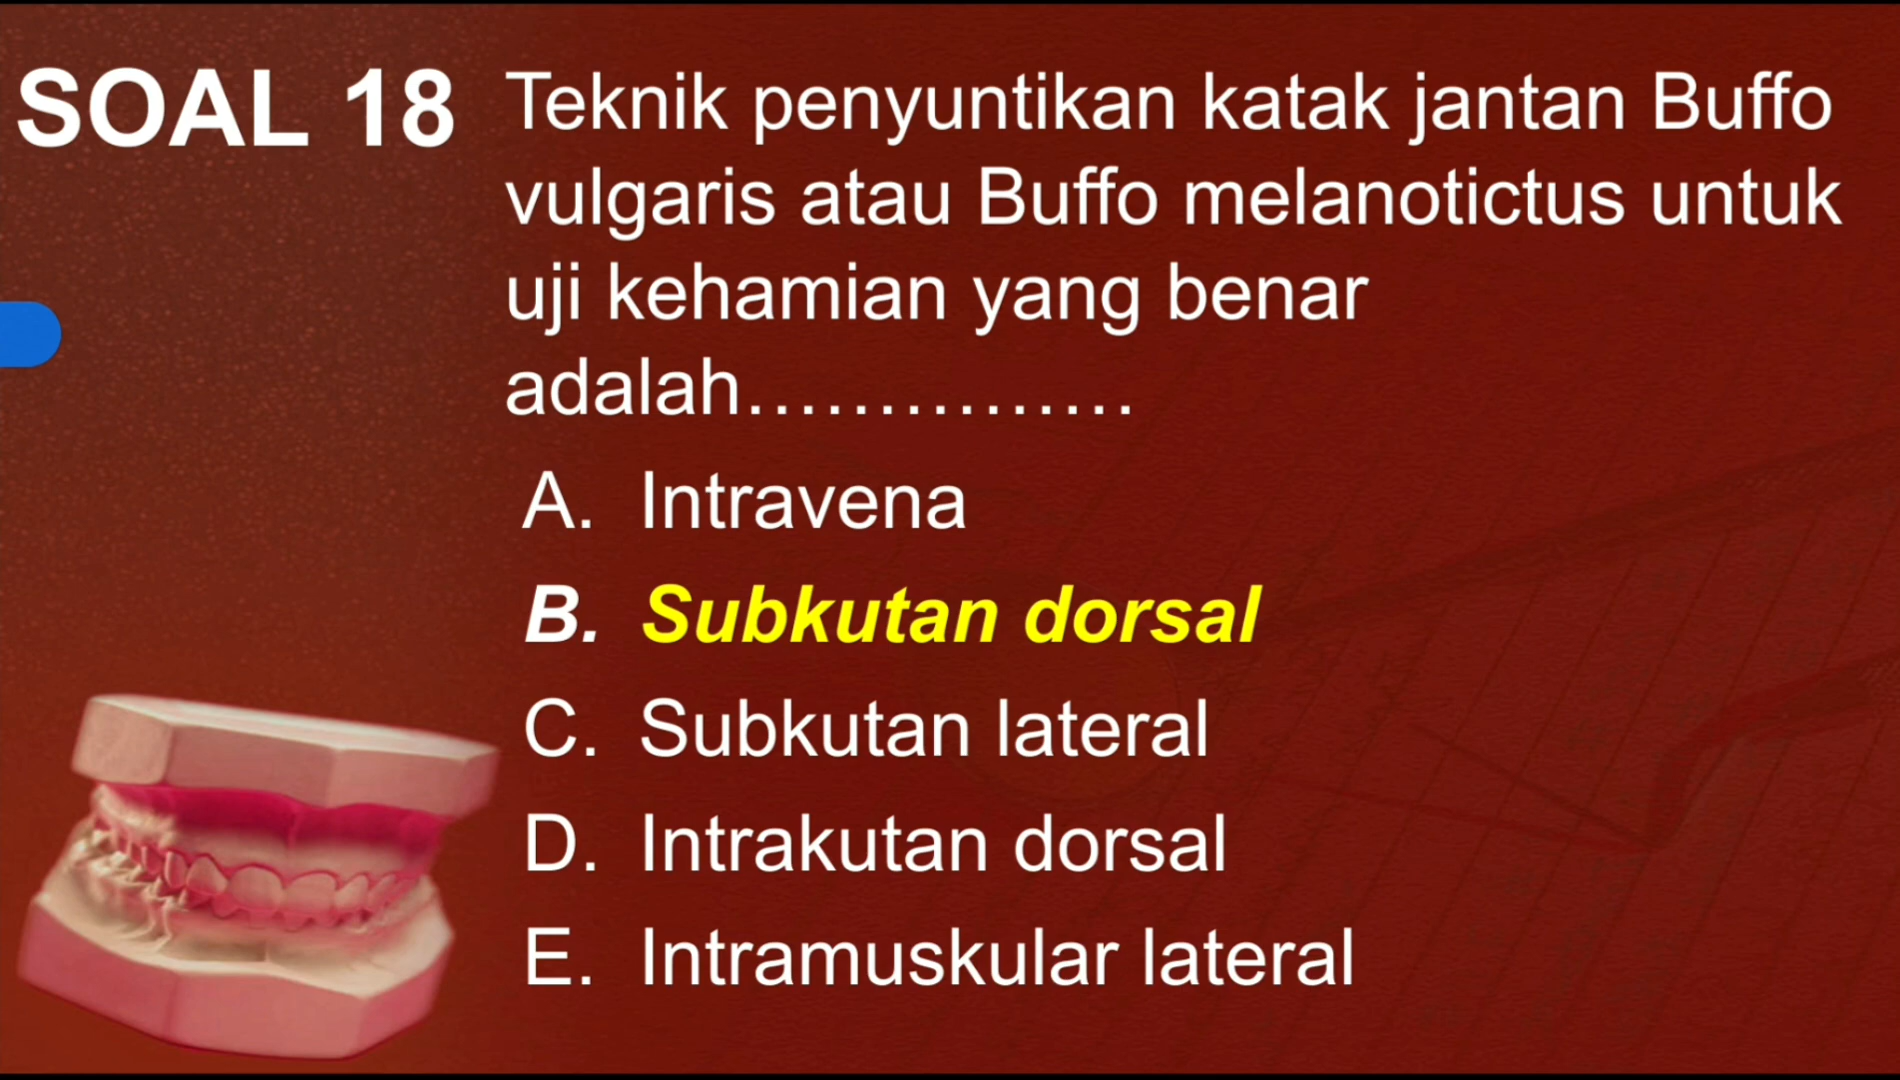 SOAL 18
Teknik penyuntikan katak jantan Buffo
vulgaris atau Buffo melanotictus untuk
uji kehamian yang benar
adalah...............
A. Intravena
B. Subkutan dorsal
C. Subkutan lateral
D. Intrakutan dorsal
E. Intramuskular lateral